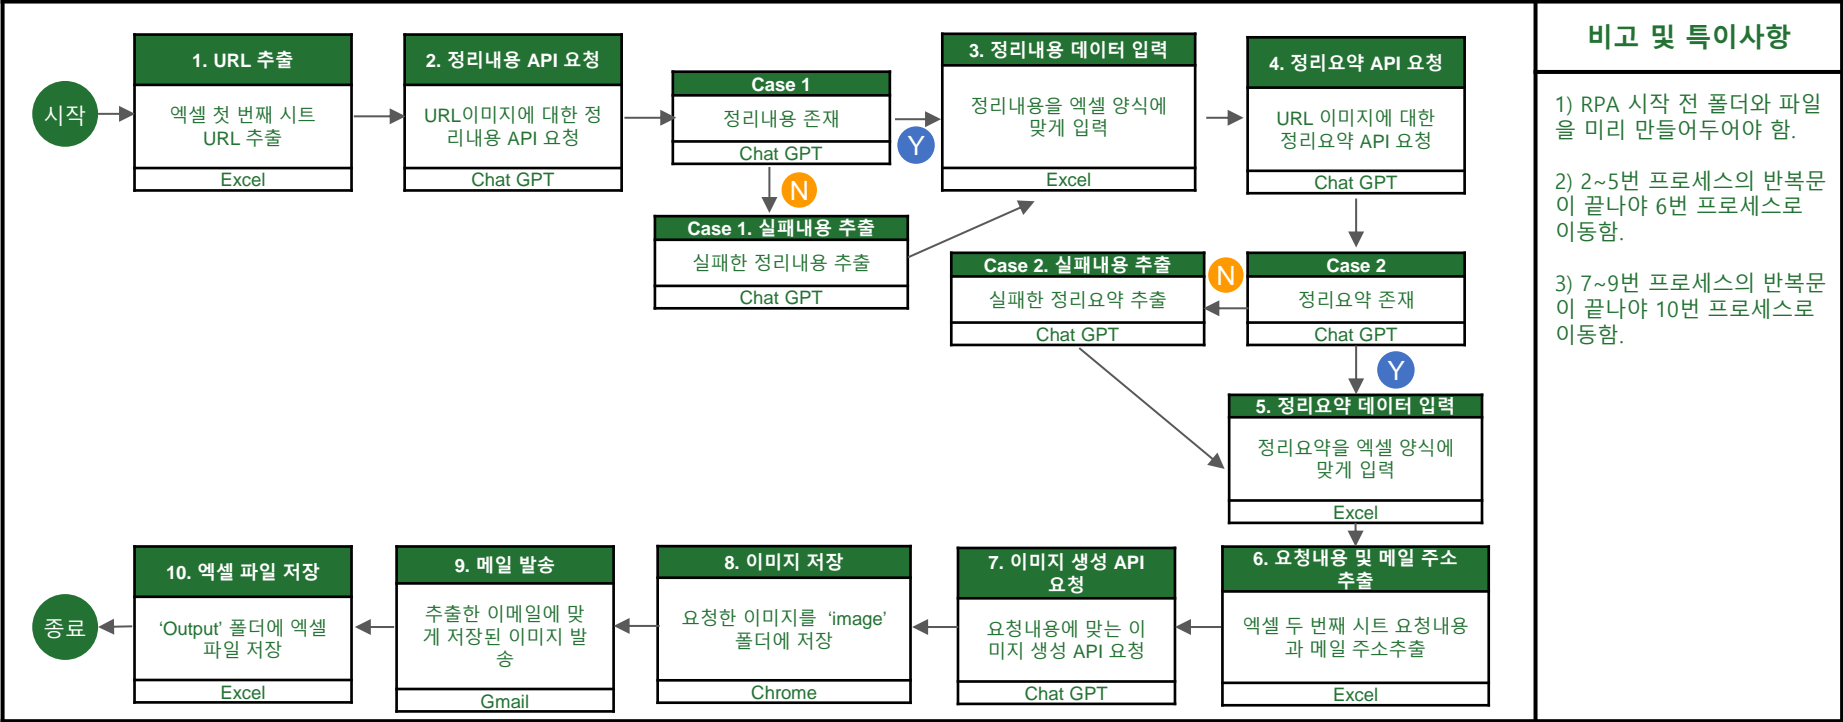 시작
1. URL 추출
엑셀 첫 번째 시트
URL 추출
Excel
2. 정리내용 API 요청
URL이미지에 대한 정
리내용 API 요청
Chat GPT
Case 1
정리내용 존재
Chat GPT
Y
N
Case 1. 실패내용 추출
실패한 정리내용 추출
Chat GPT
3. 정리내용 데이터 입력
정리내용을 엑셀 양식에
맞게 입력
Excel
4. 정리요약 API 요청
URL 이미지에 대한
정리요약 API 요청
Chat GPT
Case 2
정리요약 존재
Chat GPT
N
Case 2. 실패내용 추출
실패한 정리요약 추출
Chat GPT
Y
5. 정리요약 데이터 입력
정리요약을 엑셀 양식에
맞게 입력
Excel
6. 요청내용 및 메일 주소
추출
엑셀 두 번째 시트 요청내용
과 메일 주소추출
Excel
7. 이미지 생성 API
요청
요청내용에 맞는 이
미지 생성 API 요청
Chat GPT
8. 이미지 저장
요청한 이미지를 ‘image’
폴더에 저장
Chrome
9. 메일 발송
추출한 이메일에 맞
게 저장된 이미지 발
송
Gmail
10. 엑셀 파일 저장
‘Output’ 폴더에 엑셀
파일 저장
Excel
종료
비고 및 특이사항
1) RPA 시작 전 폴더와 파일
을 미리 만들어두어야 함.
2) 2~5번 프로세스의 반복문
이 끝나야 6번 프로세스로
이동함.
3) 7~9번 프로세스의 반복문
이 끝나야 10번 프로세스로
이동함.